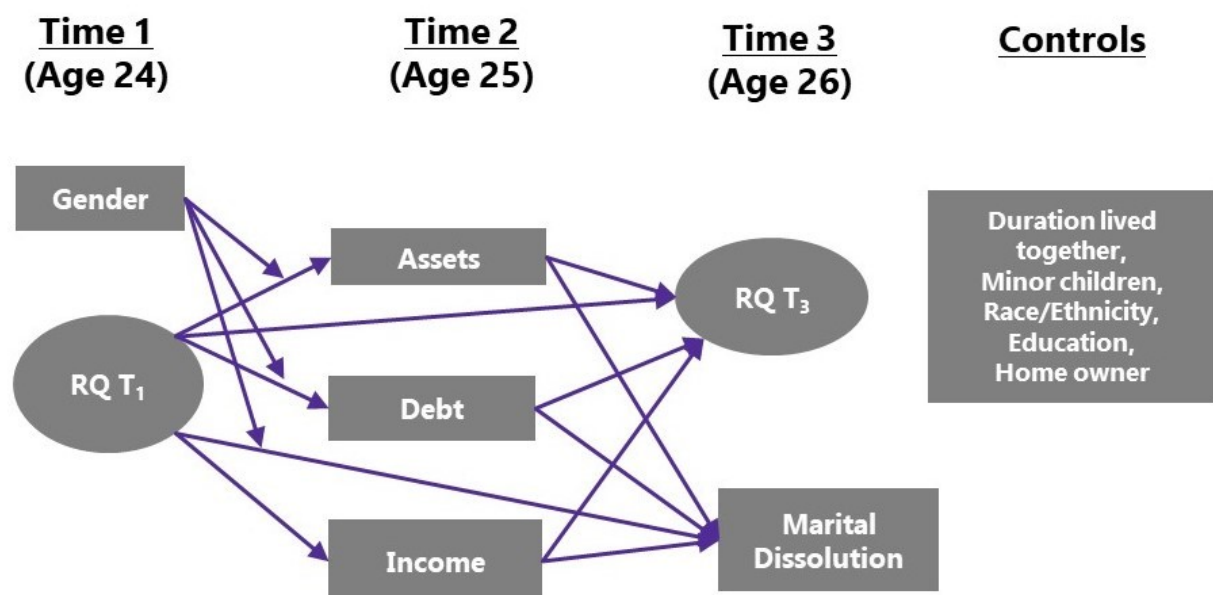 Time 1
(Age 24)
Time 2
(Age 25)
Time 3
(Age 26)
Controls
Gender
Assets
RQ T3
Duration lived
together,
Minor children,
Race/Ethnicity,
Education,
Home owner
RQ T1
Debt
Income
Marital
Dissolution